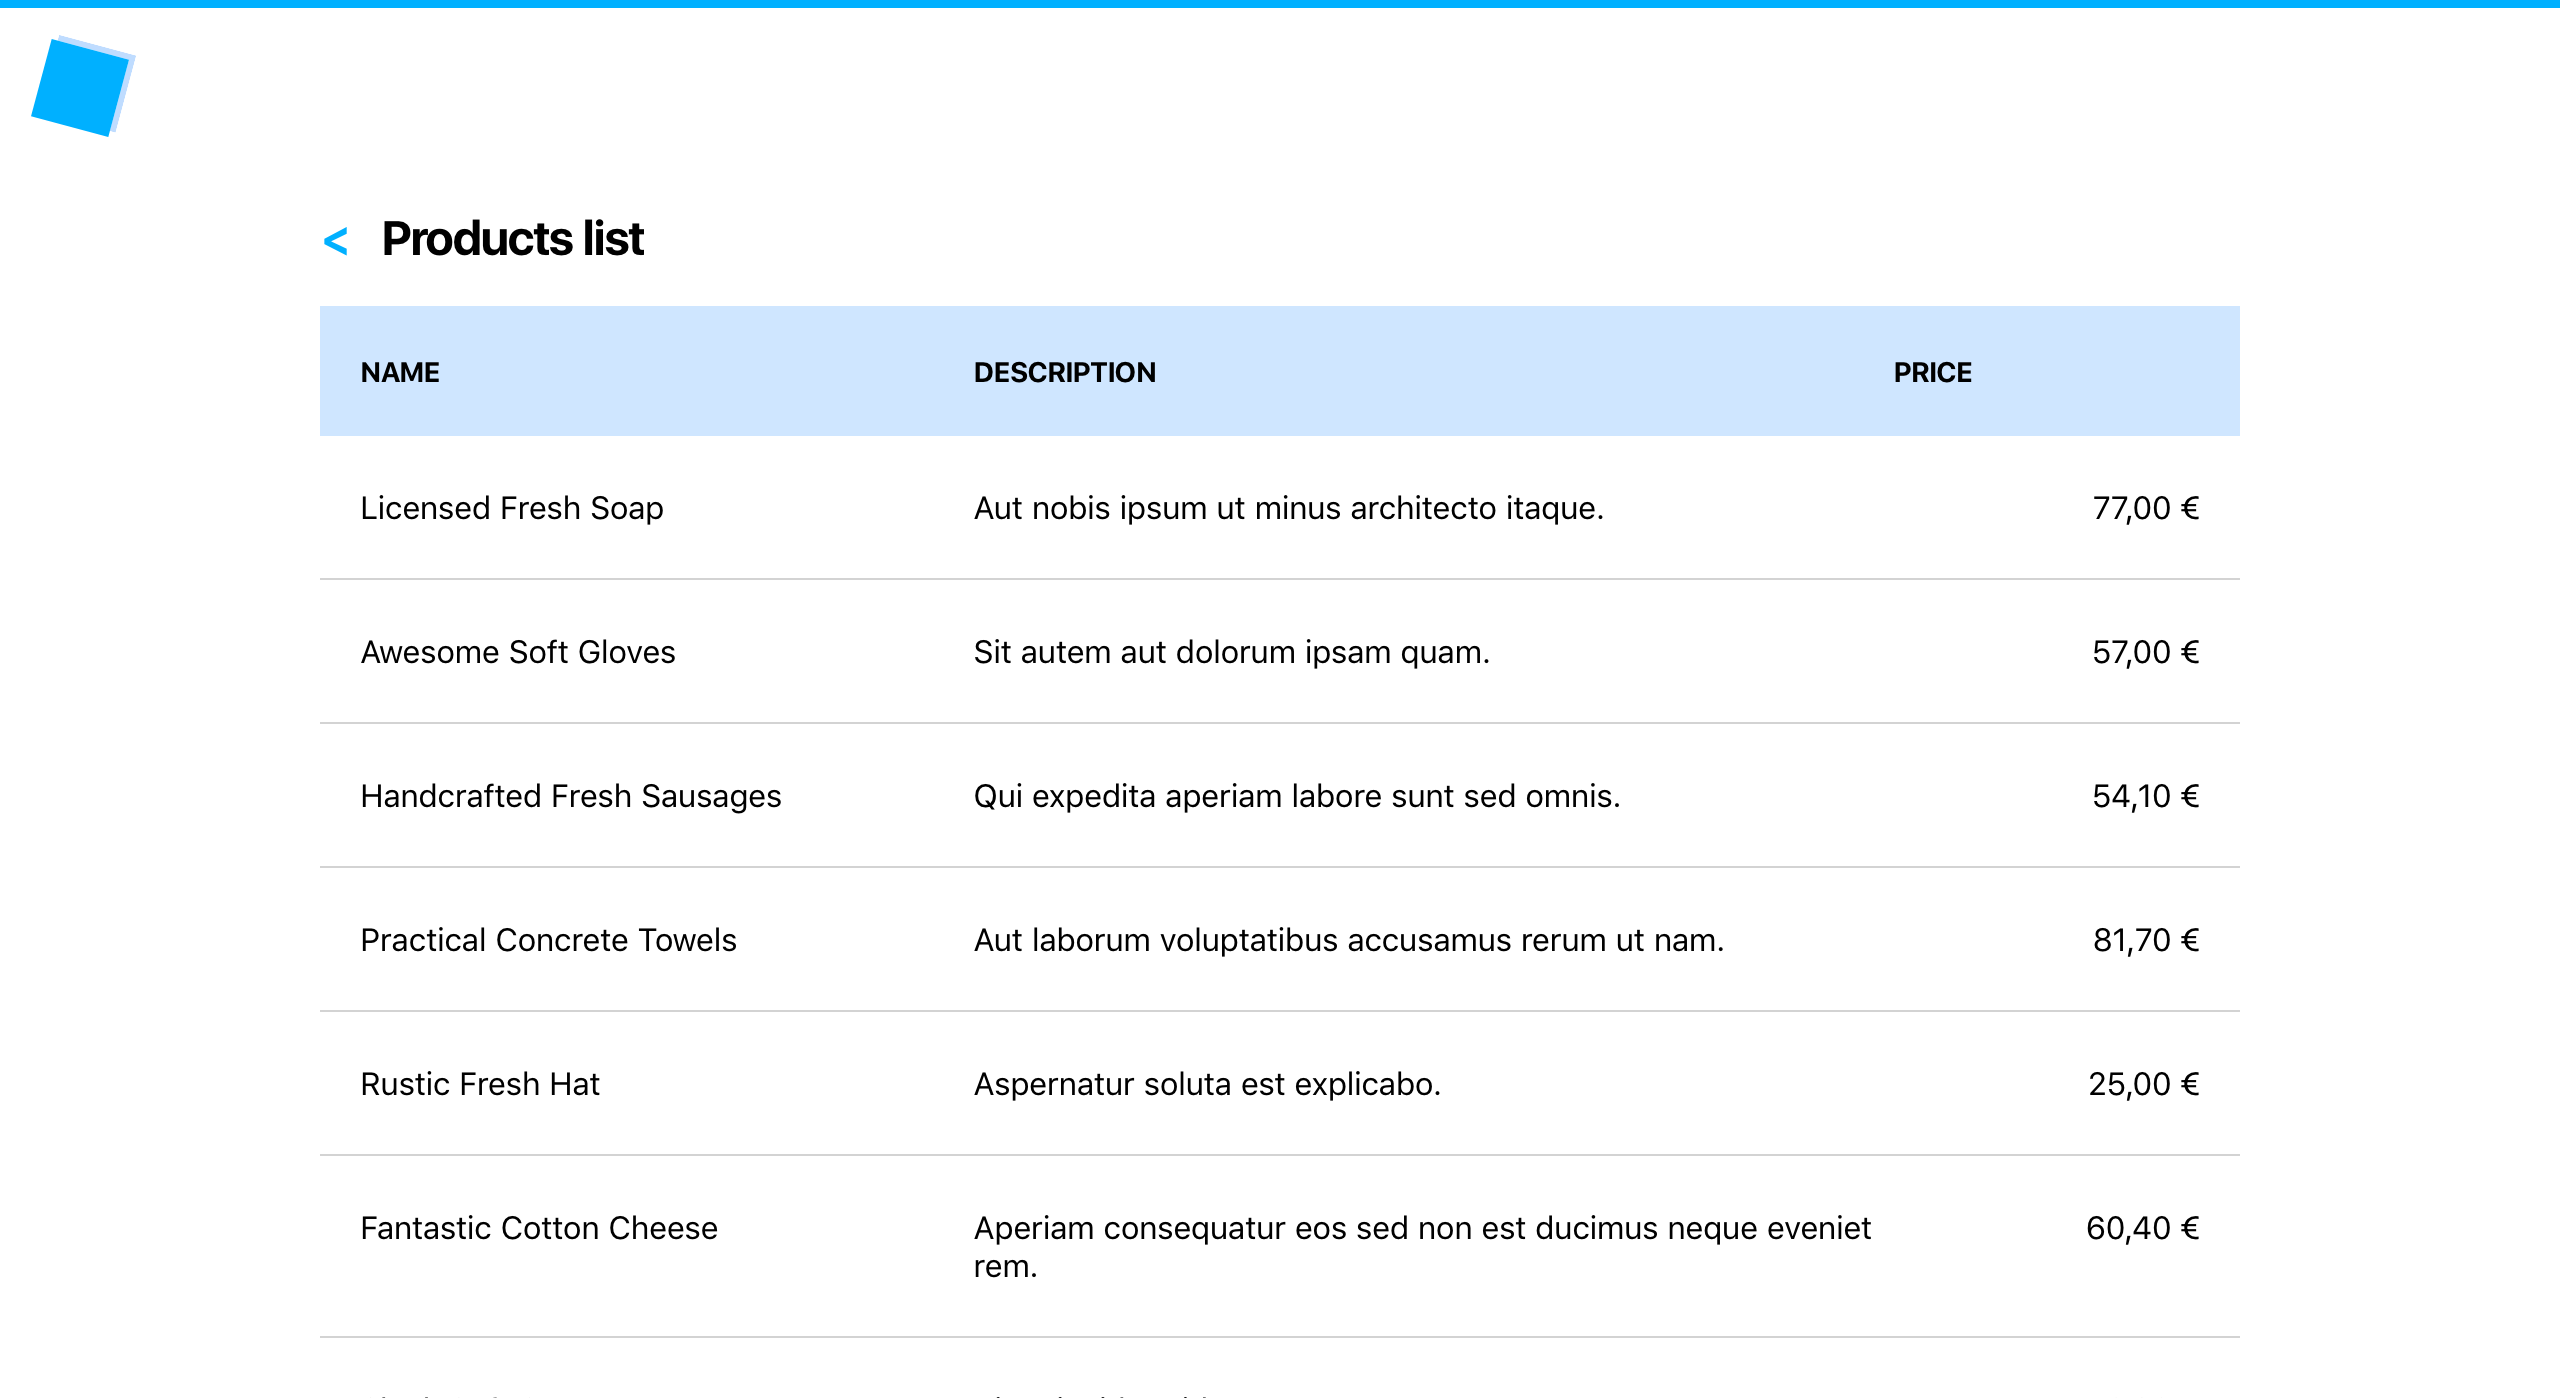 < Products list
NAME DESCRIPTION PRICE
Licensed Fresh Soap Aut nobis ipsum ut minus architecto itaque. 77,00 €
Awesome Soft Gloves Sit autem aut dolorum ipsam quam. 57,00 €
Handcrafted Fresh Sausages Qui expedita aperiam labore sunt sed omnis. 54,10 €
Practical Concrete Towels Aut laborum voluptatibus accusamus rerum ut nam. 81,70 €
Rustic Fresh Hat Aspernatur soluta est explicabo. 25,00 €
Fantastic Cotton Cheese Aperiam consequatur eos sed non est ducimus neque eveniet 60,40 €
rem.